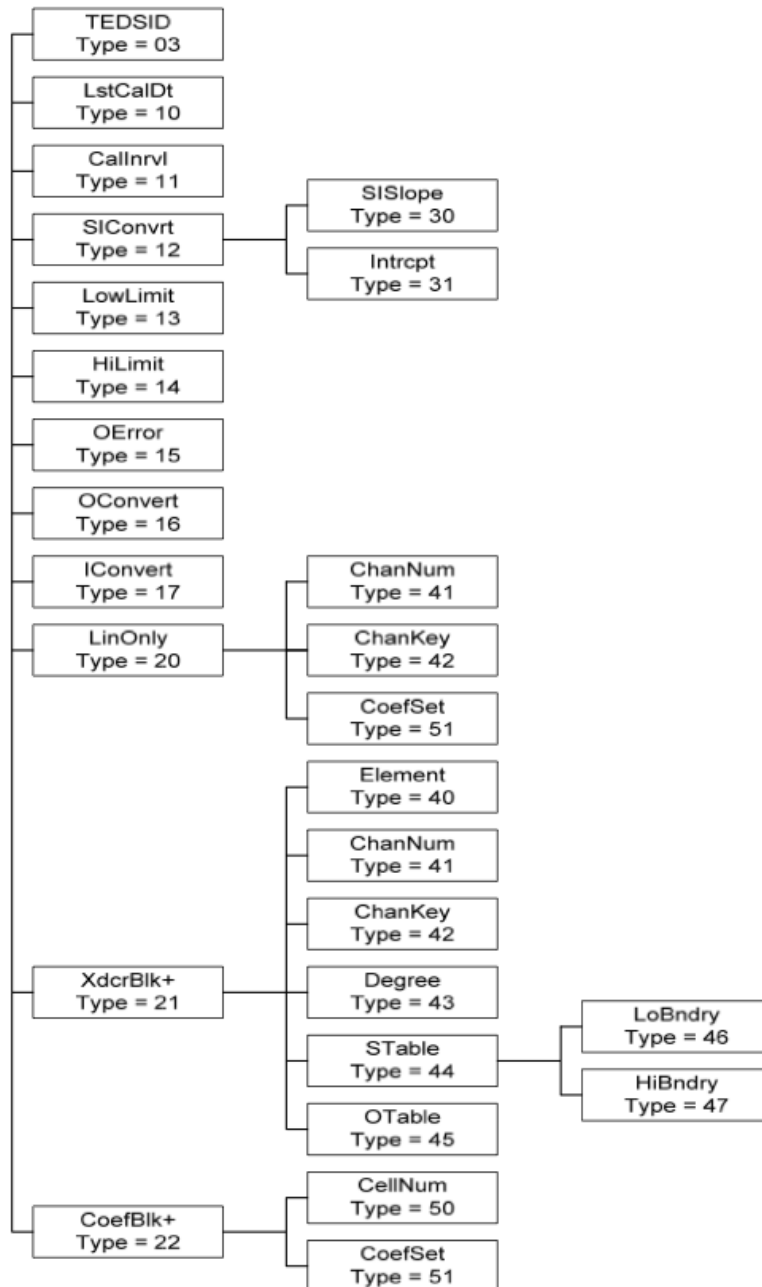 TEDSID
Type = 03
LstCalDt
Type = 10
CalInrvl
Type = 11
SIConvrt
Type = 12
SISlope
Type = 30
Intrcpt
Type = 31
LowLimit
Type = 13
HiLimit
Type = 14
OError
Type = 15
OConvert
Type = 16
IConvert
Type = 17
LinOnly
Type = 20
ChanNum
Type = 41
ChanKey
Type = 42
CoefSet
Type = 51
XdcrBlk+
Type = 21
Element
Type = 40
ChanNum
Type = 41
ChanKey
Type = 42
Degree
Type = 43
STable
Type = 44
LoBndry
Type = 46
HiBndry
Type = 47
OTable
Type = 45
CoefBlk+
Type = 22
CellNum
Type = 50
CoefSet
Type = 51